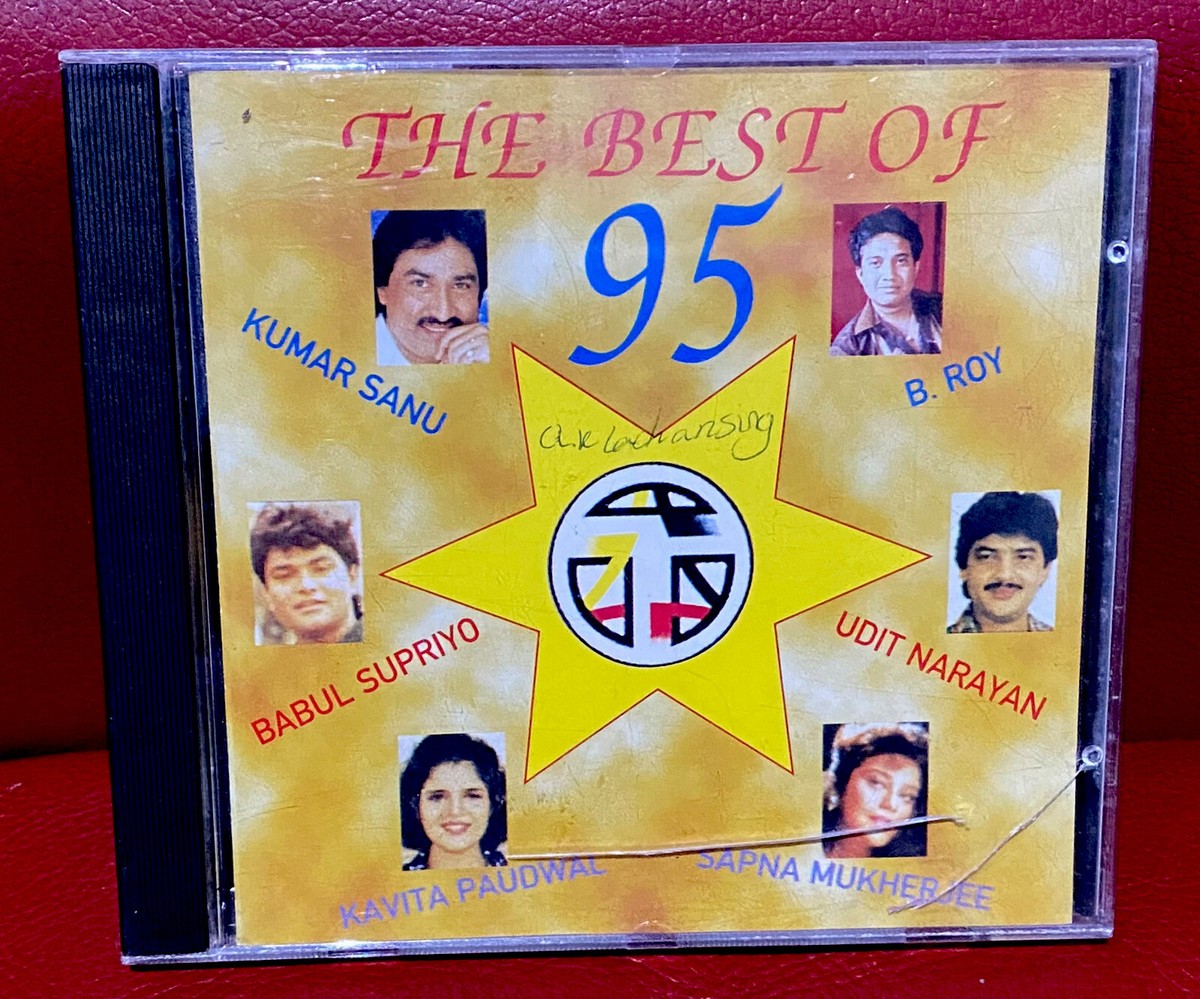 THE BEST OF
95
KUMAR SANU
B. ROY
BABUL SUPRIYO
UDIT NARAYAN
KAVITA PAUDWAL
SAPNA MUKHERJEE